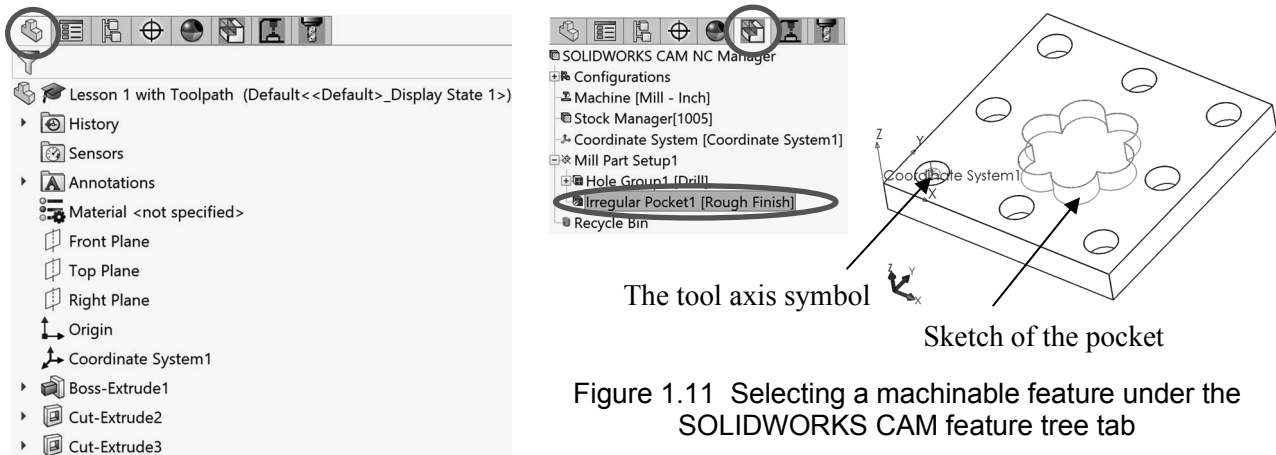 Lesson 1 with Toolpath (Default<<Default>_Display State 1>)
History
Sensors
Annotations
Material <not specified>
Front Plane
Top Plane
Right Plane
Origin
Coordinate System1
Boss-Extrude1
Cut-Extrude2
Cut-Extrude3
SOLIDWORKS CAM NC Manager
Configurations
Machine [Mill - Inch]
Stock Manager[1005]
Coordinate System [Coordinate System1]
Mill Part Setup1
Hole Group1 [Drill]
Irregular Pocket1 [Rough Finish]
Recycle Bin
Z
Y
Coordinate System1
X
Z
Y
X
The tool axis symbol
Sketch of the pocket
Figure 1.11 Selecting a machinable feature under the
SOLIDWORKS CAM feature tree tab